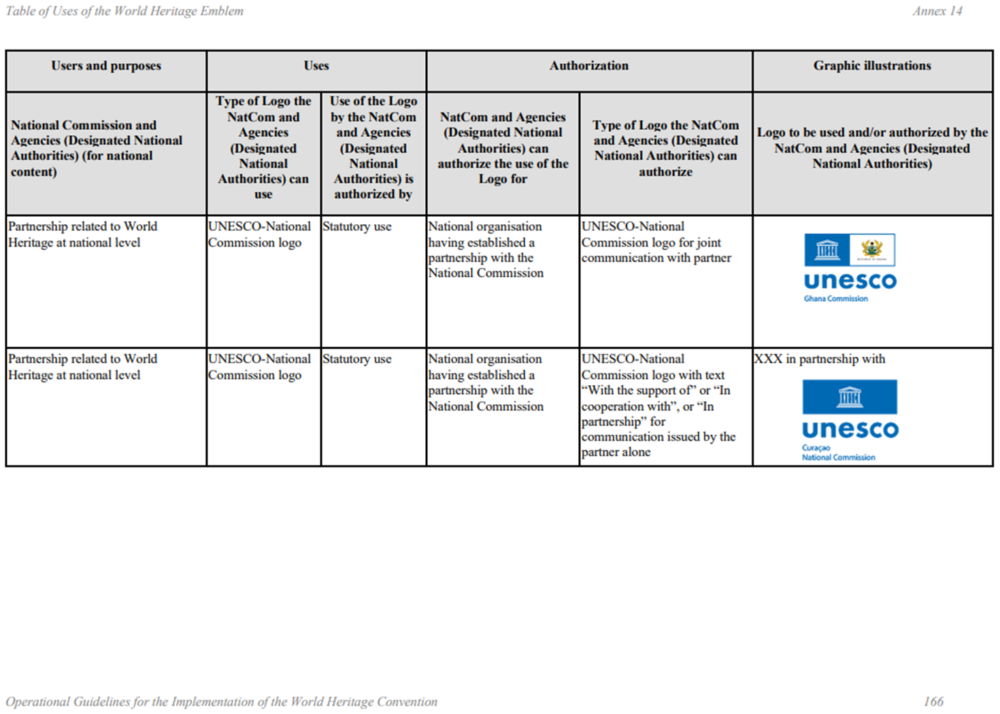 Table of Uses of the World Heritage Emblem
Annex 14
Users and purposes
Uses
Authorization
Graphic illustrations
National Commission and
Agencies (Designated National
Authorities) (for national
content)
Type of Logo the
NatCom and
Agencies
(Designated
National
Authorities) can
use
Use of the Logo
by the NatCom
and Agencies
(Designated
National
Authorities) is
authorized by
NatCom and Agencies
(Designated National
Authorities) can
authorize the use of the
Logo for
Type of Logo the NatCom
and Agencies (Designated
National Authorities) can
authorize
Logo to be used and/or authorized by the
NatCom and Agencies (Designated
National Authorities)
Partnership related to World
Heritage at national level
UNESCO-National
Commission logo
Statutory use
National organisation
having established a
partnership with the
National Commission
UNESCO-National
Commission logo for joint
communication with partner
unesco
Ghana Commission
Partnership related to World
Heritage at national level
UNESCO-National
Commission logo
Statutory use
National organisation
having established a
partnership with the
National Commission
UNESCO-National
Commission logo with text
“With the support of” or “In
cooperation with”, or “In
partnership” for
communication issued by the
partner alone
XXX in partnership with
unesco
Curaçao
National Commission
Operational Guidelines for the Implementation of the World Heritage Convention
166